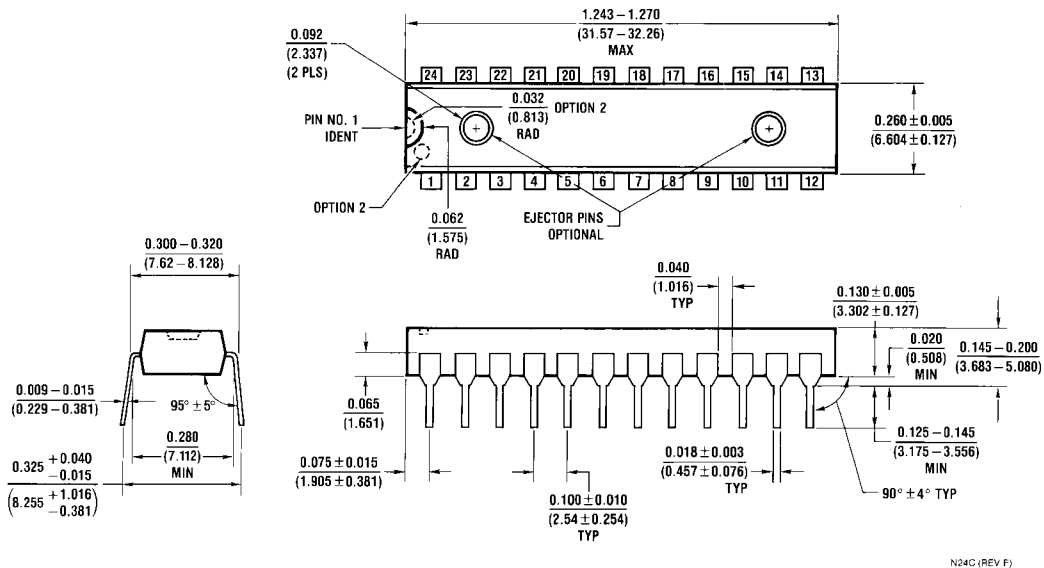 1.243 – 1.270
(31.57 – 32.26)
MAX
0.092
(2.337)
(2 PLS)
24 23 22 21 20 19 18 17 16 15 14 13
0.032
(0.813)
RAD
OPTION 2
PIN NO. 1
IDENT
0.260 ± 0.005
(6.604 ± 0.127)
1 2 3 4 5 6 7 8 9 10 11 12
OPTION 2
0.062
(1.575)
RAD
EJECTOR PINS
OPTIONAL
0.300 – 0.320
(7.62 – 8.128)
0.009 – 0.015
(0.229 – 0.381)
95° ± 5°
0.280
(7.112)
MIN
0.325 +0.040 −0.015
(8.255 +1.016 −0.381)
0.040
(1.016)
TYP
0.130 ± 0.005
(3.302 ± 0.127)
0.020
(0.508)
MIN
0.145 – 0.200
(3.683 – 5.080)
0.065
(1.651)
0.075 ± 0.015
(1.905 ± 0.381)
0.100 ± 0.010
(2.54 ± 0.254)
TYP
0.018 ± 0.003
(0.457 ± 0.076)
TYP
0.125 – 0.145
(3.175 – 3.556)
MIN
90° ± 4° TYP
N24C (REV F)